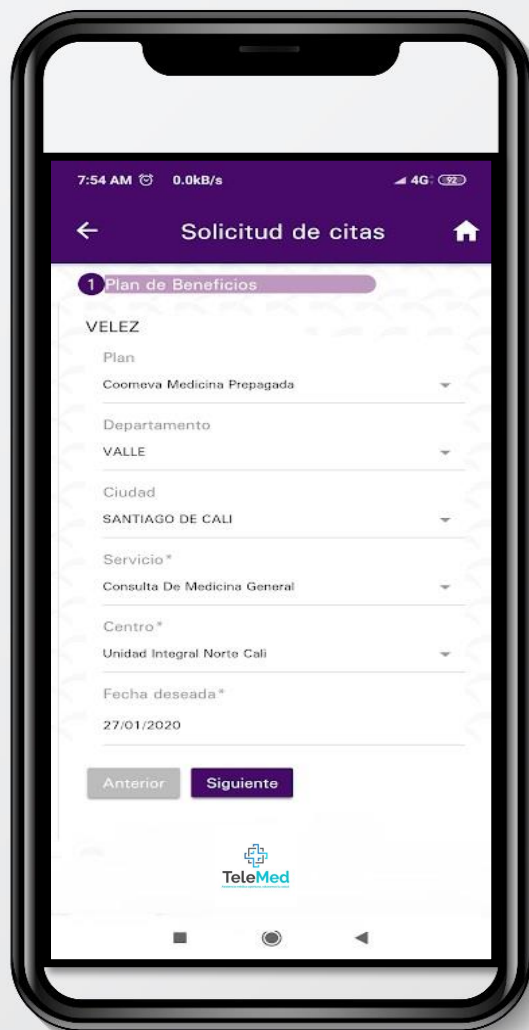 7:54 AM 0.0kB/s 4G 92
Solicitud de citas
1 Plan de Beneficios
VELEZ
Plan
Coomeva Medicina Prepagada
Departamento
VALLE
Ciudad
SANTIAGO DE CALI
Servicio*
Consulta De Medicina General
Centro*
Unidad Integral Norte Cali
Fecha deseada*
27/01/2020
Anterior Siguiente
TeleMed